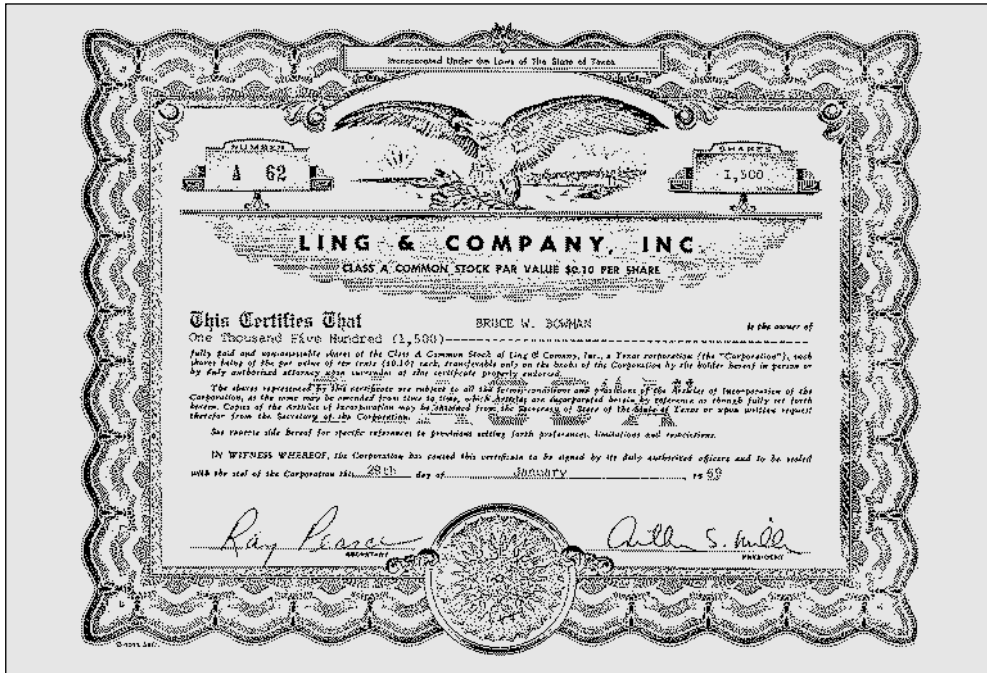 Incorporated Under the Laws of The State of Texas
NUMBER
A 62
SHARES
1,500
LING & COMPANY, INC.
CLASS A COMMON STOCK PAR VALUE $0.10 PER SHARE
This Certifies That BRUCE W. BOWMAN is the owner of
One Thousand Five Hundred (1,500)
fully paid and nonassessable shares of the Class A Common Stock of Ling & Company, Inc., a Texas corporation (the "Corporation"), such
shares being of the par value of ten cents ($0.10) each, transferable only on the books of the Corporation by the holder hereof in person or
by duly authorized attorney upon surrender of this certificate properly endorsed.
The shares represented by this certificate are subject to all the terms, conditions and provisions of the Articles of Incorporation of the
Corporation, as the same may be amended from time to time, which Articles are incorporated herein by reference as though fully set forth
herein. Copies of the Articles of Incorporation may be obtained from the Secretary of State of the State of Texas or upon written request
therefor from the Secretary of the Corporation.
See reverse side hereof for specific references to provisions setting forth preferences, limitations and restrictions.
IN WITNESS WHEREOF, the Corporation has caused this certificate to be signed by its duly authorized officers and to be sealed
with the seal of the Corporation this 28th day of January, 19 69
Ray Pearce
SECRETARY
PRESIDENT